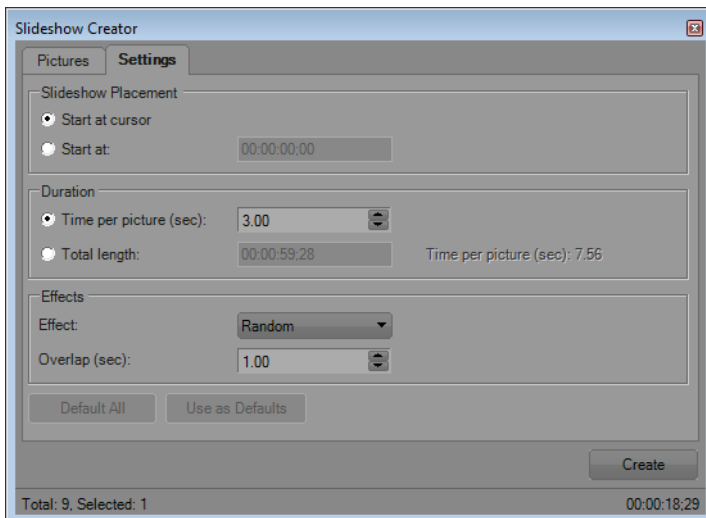 Slideshow Creator
Pictures Settings
Slideshow Placement
Start at cursor
Start at: 00:00:00;00
Duration
Time per picture (sec): 3.00
Total length: 00:00:59;28 Time per picture (sec): 7.56
Effects
Effect: Random
Overlap (sec): 1.00
Default All Use as Defaults
Create
Total: 9, Selected: 1 00:00:18;29